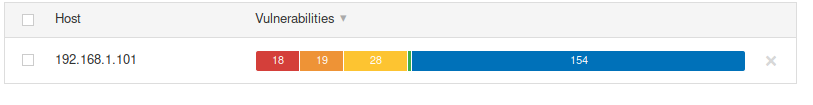 Host Vulnerabilities
192.168.1.101 18 19 28 154